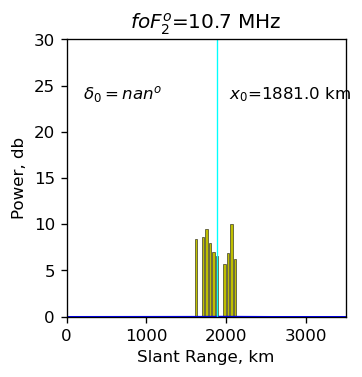 foF₂ᵒ=10.7 MHz
30
25
20
15
10
5
0
Power, db
δ₀ = nanᵒ
x₀=1881.0 km
0 1000 2000 3000
Slant Range, km